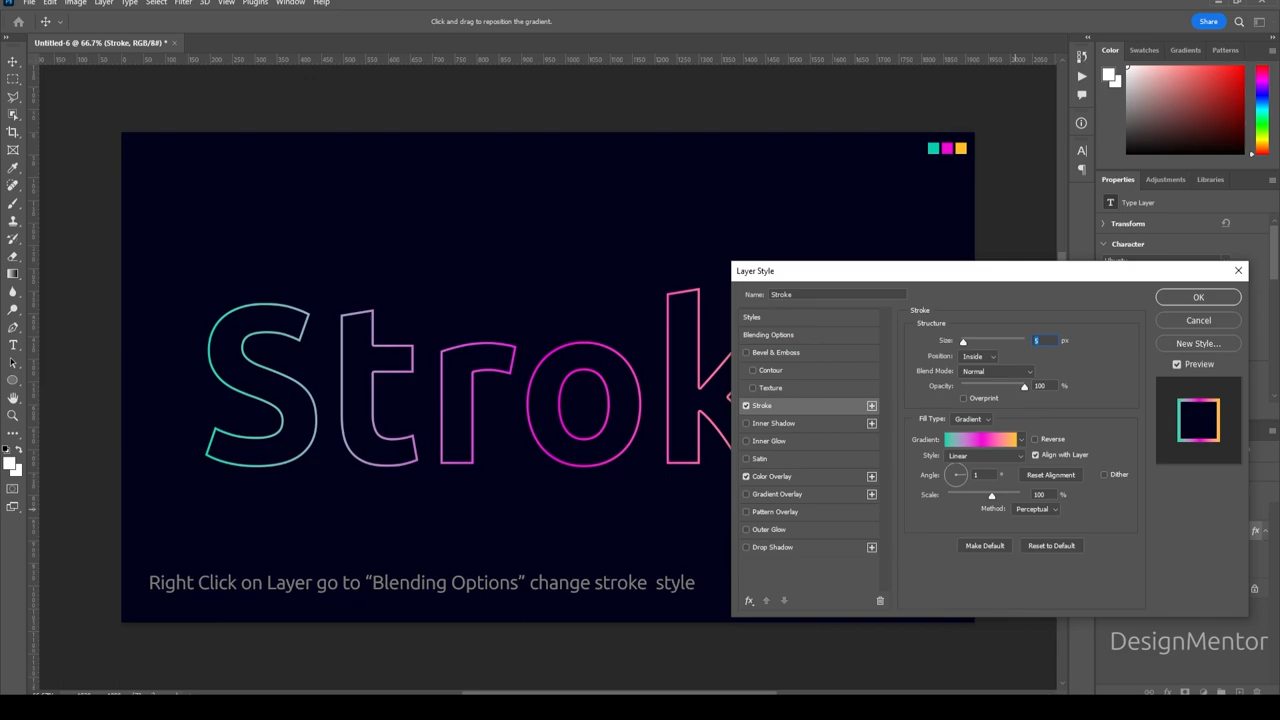 File Edit Image Layer Type Select Filter 3D View Plugins Window Help
Click and drag to reposition the gradient.
Share
Untitled-6 @ 66.7% (Stroke, RGB/8#) *
Color Swatches Gradients Patterns
Properties Adjustments Libraries
Type Layer
Transform
Character
Layer Style
Name: Stroke
Styles
Blending Options
Bevel & Emboss
Contour
Texture
Stroke
Inner Shadow
Inner Glow
Satin
Color Overlay
Gradient Overlay
Pattern Overlay
Outer Glow
Drop Shadow
fx
Stroke
Structure
Size: 5 px
Position: Inside
Blend Mode: Normal
Opacity: 100 %
Overprint
Fill Type: Gradient
Gradient: Reverse
Style: Linear Align with Layer
Angle: 1 ° Reset Alignment Dither
Scale: 100 %
Method: Perceptual
Make Default Reset to Default
OK
Cancel
New Style...
Preview
Strok
Right Click on Layer go to “Blending Options” change stroke style
fx
DesignMentor